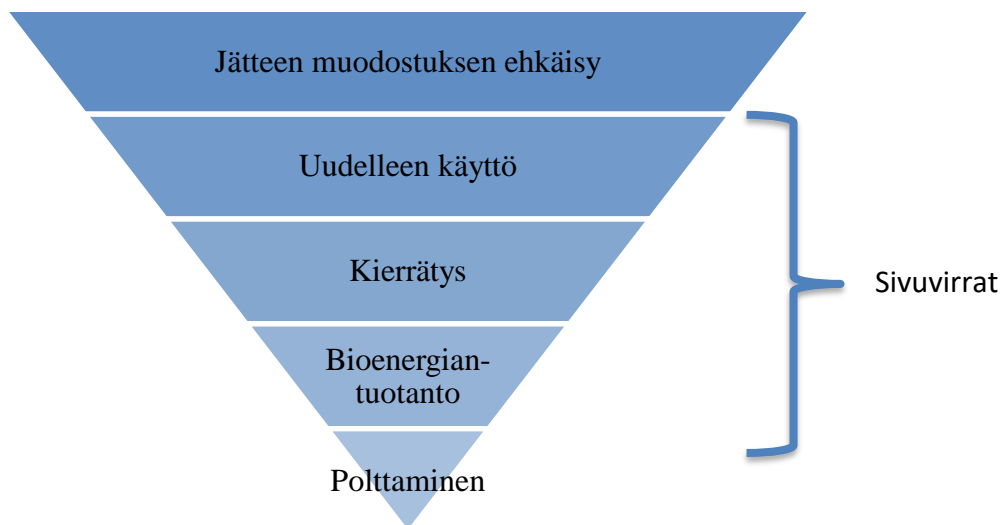 Jätteen muodostuksen ehkäisy
Uudelleen käyttö
Kierrätys
Sivuvirrat
Bioenergian-
tuotanto
Polttaminen